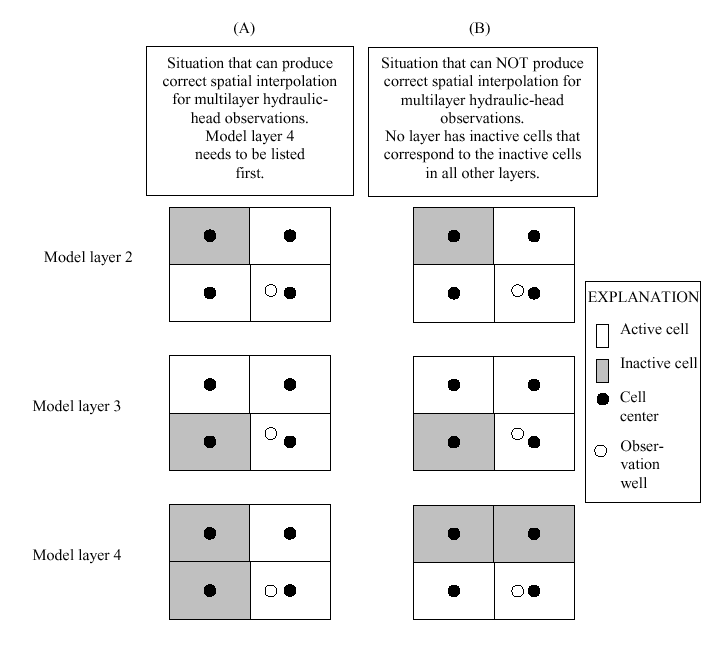 (A)
Situation that can produce
correct spatial interpolation
for multilayer hydraulic-
head observations.
Model layer 4
needs to be listed
first.
(B)
Situation that can NOT produce
correct spatial interpolation for
multilayer hydraulic-head
observations.
No layer has inactive cells that
correspond to the inactive cells
in all other layers.
Model layer 2
Model layer 3
Model layer 4
EXPLANATION
Active cell
Inactive cell
Cell
center
Obser-
vation
well